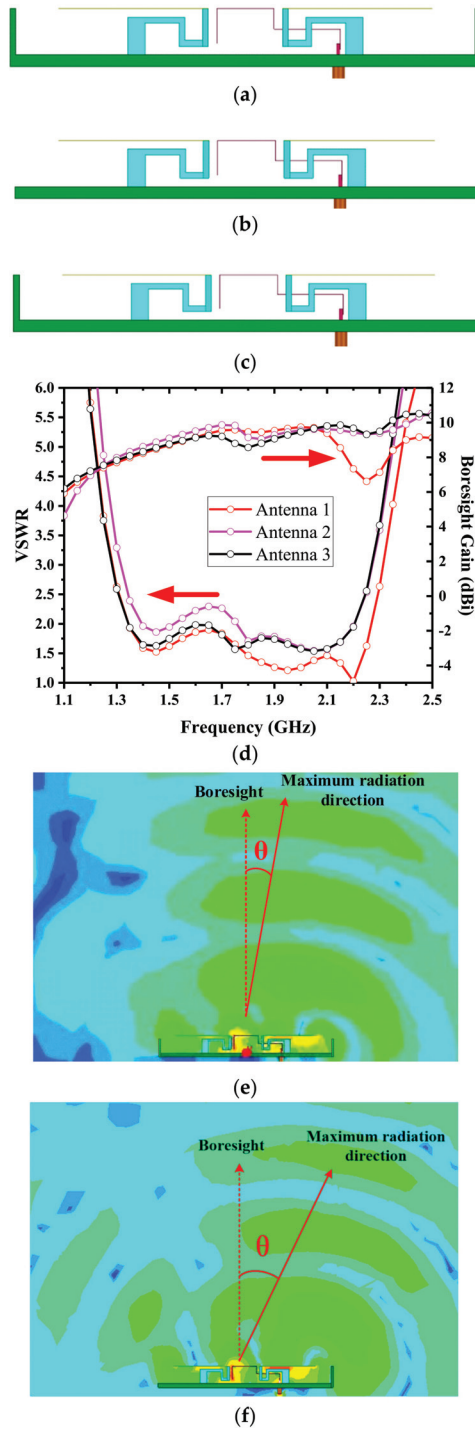 (a)
(b)
(c)
6.0
5.5
5.0
4.5
4.0
3.5
3.0
2.5
2.0
1.5
1.0
VSWR
12
10
8
6
4
2
0
-2
-4
Boresight Gain (dBi)
Antenna 1
Antenna 2
Antenna 3
1.1 1.3 1.5 1.7 1.9 2.1 2.3 2.5
Frequency (GHz)
(d)
Boresight
Maximum radiation
direction
θ
(e)
Boresight
Maximum radiation
direction
θ
(f)